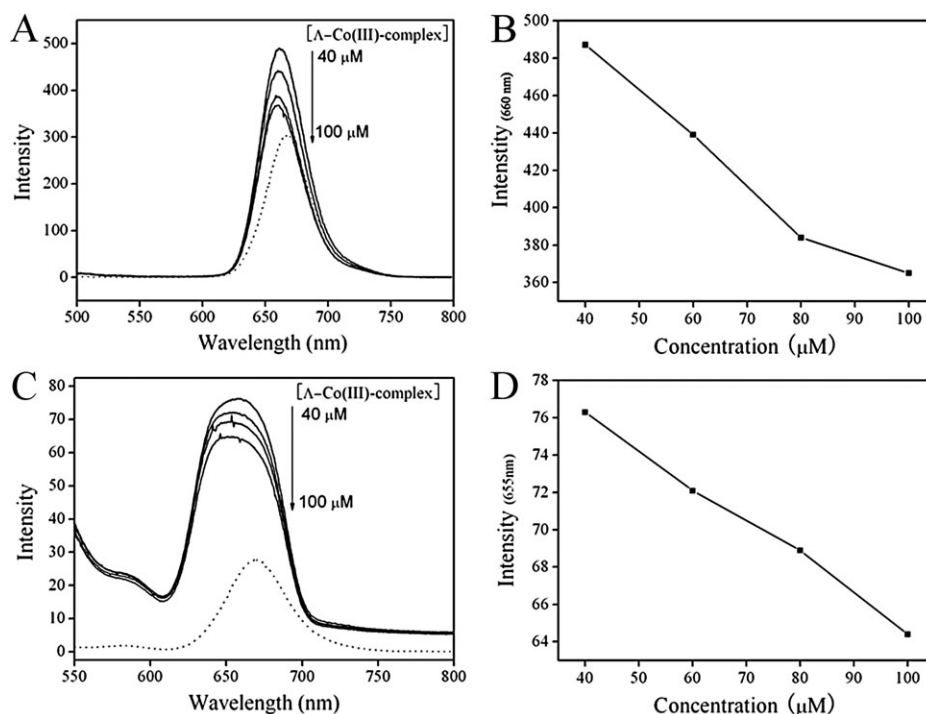 A
[Λ-Co(III)-complex]
40 μM
100 μM
500
400
300
200
100
0
Intensity
500 550 600 650 700 750 800
Wavelength (nm)
B
480
460
440
420
400
380
360
Intenstity (660 nm)
40 50 60 70 80 90 100
Concentration (μM)
C
[Λ-Co(III)-complex]
40 μM
100 μM
80
70
60
50
40
30
20
10
0
Intensity
550 600 650 700 750 800
Wavelength (nm)
D
78
76
74
72
70
68
66
64
Intensity (655nm)
40 50 60 70 80 90 100
Concentration (μM)